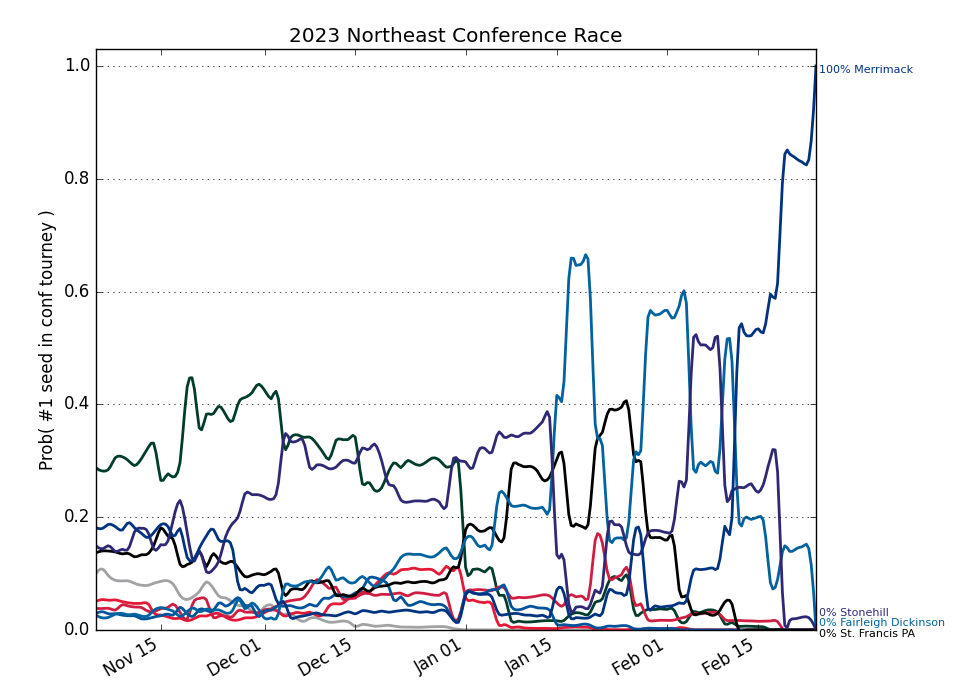 2023 Northeast Conference Race
Prob( #1 seed in conf tourney )
1.0
0.8
0.6
0.4
0.2
0.0
Nov 15
Dec 01
Dec 15
Jan 01
Jan 15
Feb 01
Feb 15
100% Merrimack
0% Stonehill
0% Fairleigh Dickinson
0% St. Francis PA